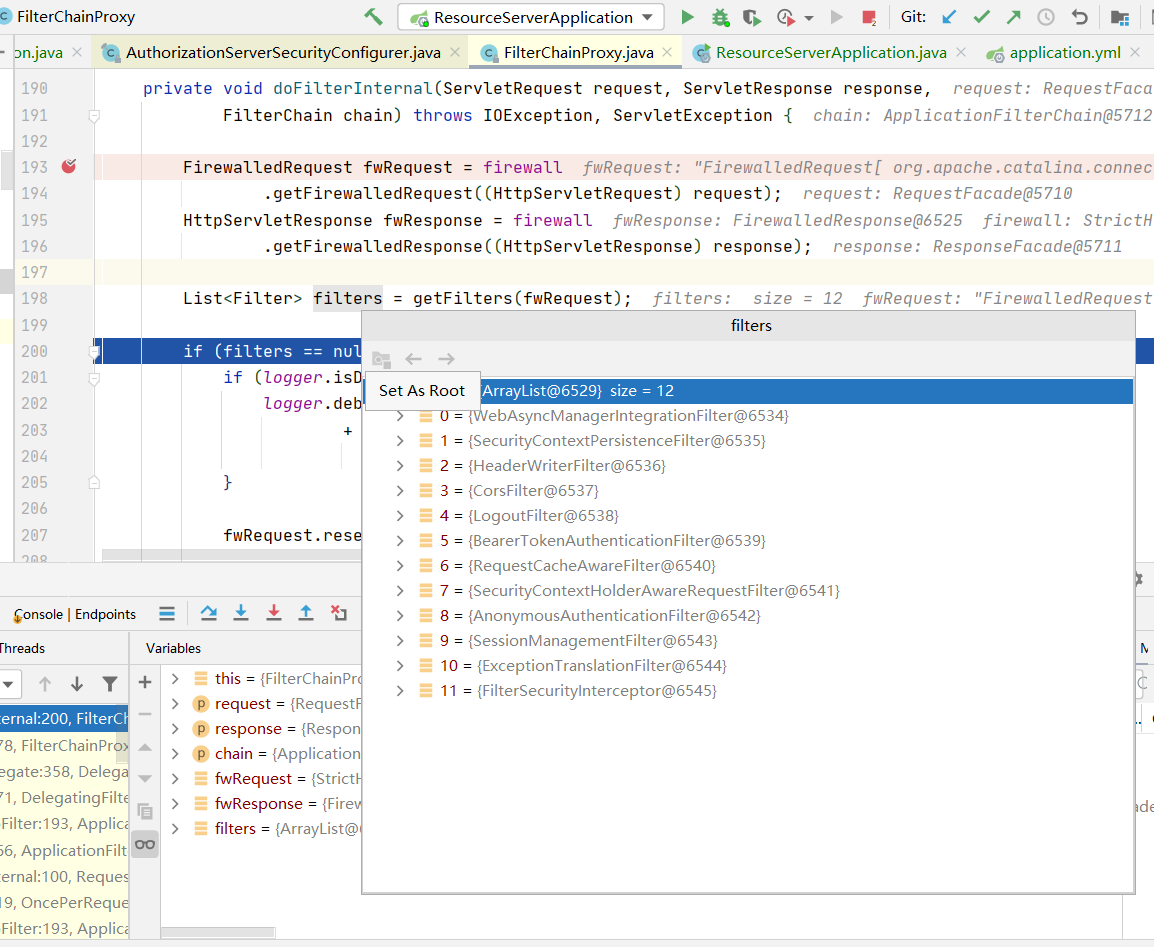 FilterChainProxy
ResourceServerApplication
Git:
on.java
AuthorizationServerSecurityConfigurer.java
FilterChainProxy.java
ResourceServerApplication.java
application.yml
190 private void doFilterInternal(ServletRequest request, ServletResponse response, request: RequestFaca
191 FilterChain chain) throws IOException, ServletException { chain: ApplicationFilterChain@5712
192
193 FirewalledRequest fwRequest = firewall fwRequest: "FirewalledRequest[ org.apache.catalina.connec
194 .getFirewalledRequest((HttpServletRequest) request); request: RequestFacade@5710
195 HttpServletResponse fwResponse = firewall fwResponse: FirewalledResponse@6525 firewall: StrictH
196 .getFirewalledResponse((HttpServletResponse) response); response: ResponseFacade@5711
197
198 List<Filter> filters = getFilters(fwRequest); filters: size = 12 fwRequest: "FirewalledRequest
199
200 if (filters == nul
201 if (logger.isD
202 logger.deb
203 +
204
205 }
206
207 fwRequest.rese
208
filters
Set As Root
{ArrayList@6529} size = 12
0 = {WebAsyncManagerIntegrationFilter@6534}
1 = {SecurityContextPersistenceFilter@6535}
2 = {HeaderWriterFilter@6536}
3 = {CorsFilter@6537}
4 = {LogoutFilter@6538}
5 = {BearerTokenAuthenticationFilter@6539}
6 = {RequestCacheAwareFilter@6540}
7 = {SecurityContextHolderAwareRequestFilter@6541}
8 = {AnonymousAuthenticationFilter@6542}
9 = {SessionManagementFilter@6543}
10 = {ExceptionTranslationFilter@6544}
11 = {FilterSecurityInterceptor@6545}
Console | Endpoints
Threads
Variables
ernal:200, FilterCh
78, FilterChainProx
egate:358, Delega
71, DelegatingFilte
Filter:193, Applica
66, ApplicationFilt
ernal:100, Reques
19, OncePerReque
Filter:193, Applica
this = {FilterChainPro
request = {RequestF
response = {Respon
chain = {Application
fwRequest = {StrictH
fwResponse = {Firew
filters = {ArrayList@6